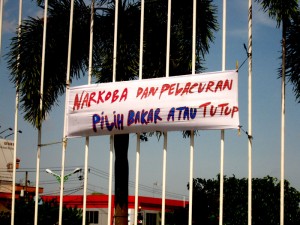 NARKOBA DAN PELACURAN
PILIH BAKAR ATAU TUTUP